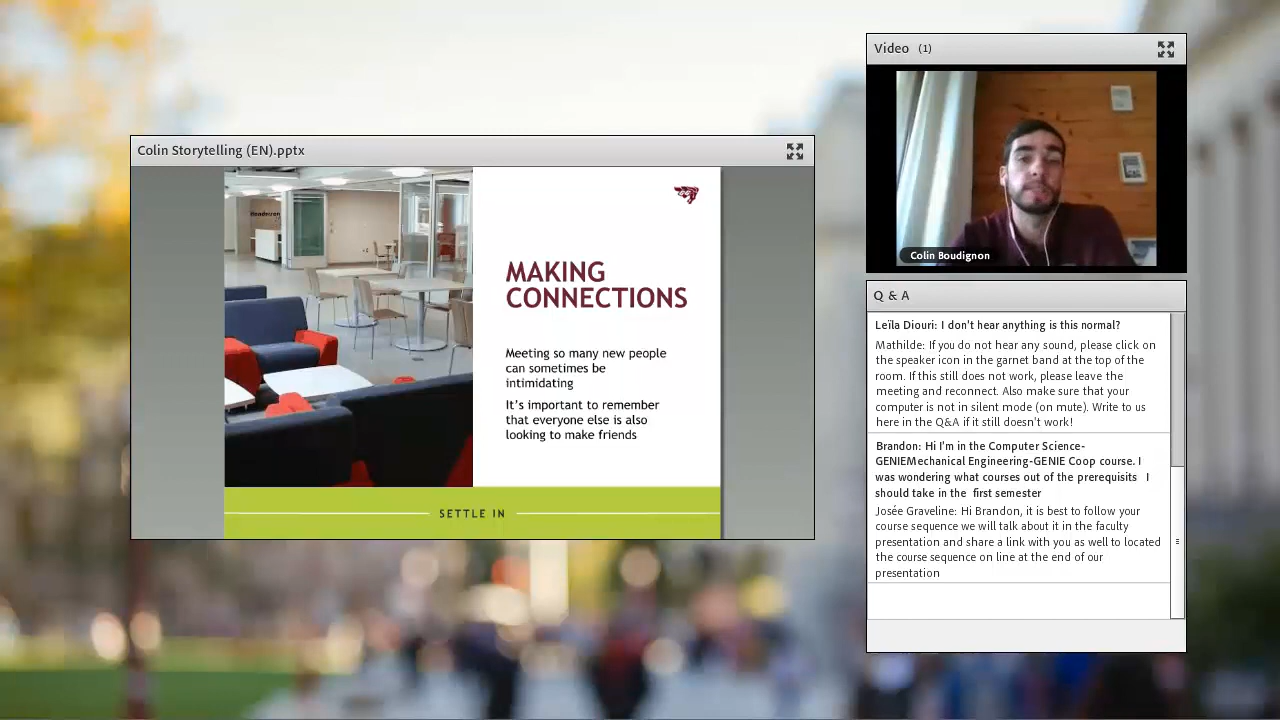 Colin Storytelling (EN).pptx
MAKING
CONNECTIONS
Meeting so many new people
can sometimes be
intimidating
It's important to remember
that everyone else is also
looking to make friends
SETTLE IN
Video (1)
Colin Boudignon
Q & A
Leïla Diouri: I don't hear anything is this normal?
Mathilde: If you do not hear any sound, please click on
the speaker icon in the garnet band at the top of the
room. If this still does not work, please leave the
meeting and reconnect. Also make sure that your
computer is not in silent mode (on mute). Write to us
here in the Q&A if it still doesn't work!
Brandon: Hi I'm in the Computer Science-
GENIEMechanical Engineering-GENIE Coop course. I
was wondering what courses out of the prerequisits I
should take in the first semester
Josée Graveline: Hi Brandon, it is best to follow your
course sequence we will talk about it in the faculty
presentation and share a link with you as well to located
the course sequence on line at the end of our
presentation